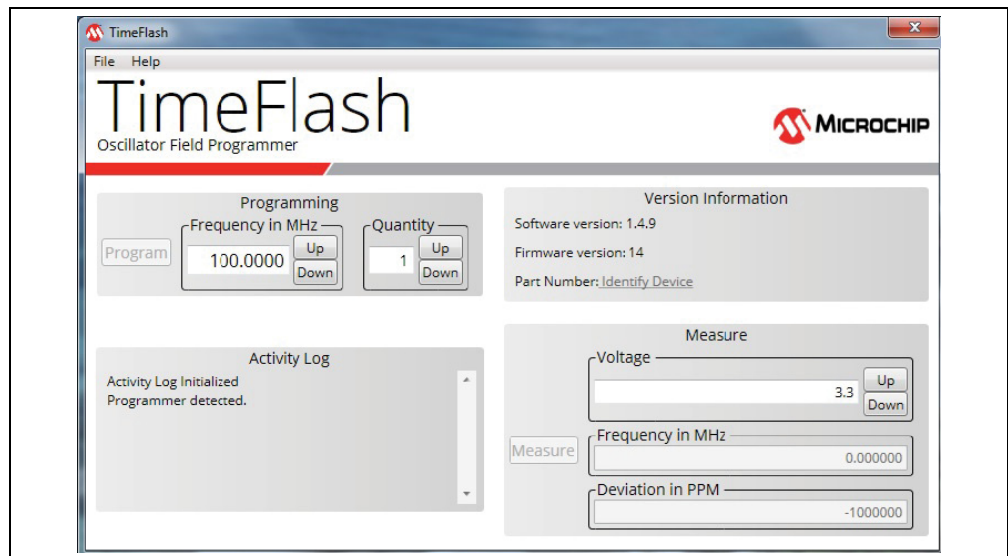 TimeFlash
File Help
TimeFlash
Oscillator Field Programmer
MICROCHIP
Programming
Program
Frequency in MHz
100.0000
Up
Down
Quantity
1
Up
Down
Version Information
Software version: 1.4.9
Firmware version: 14
Part Number: Identify Device
Activity Log
Activity Log Initialized
Programmer detected.
Measure
Voltage
3.3
Up
Down
Measure
Frequency in MHz
0.000000
Deviation in PPM
-1000000